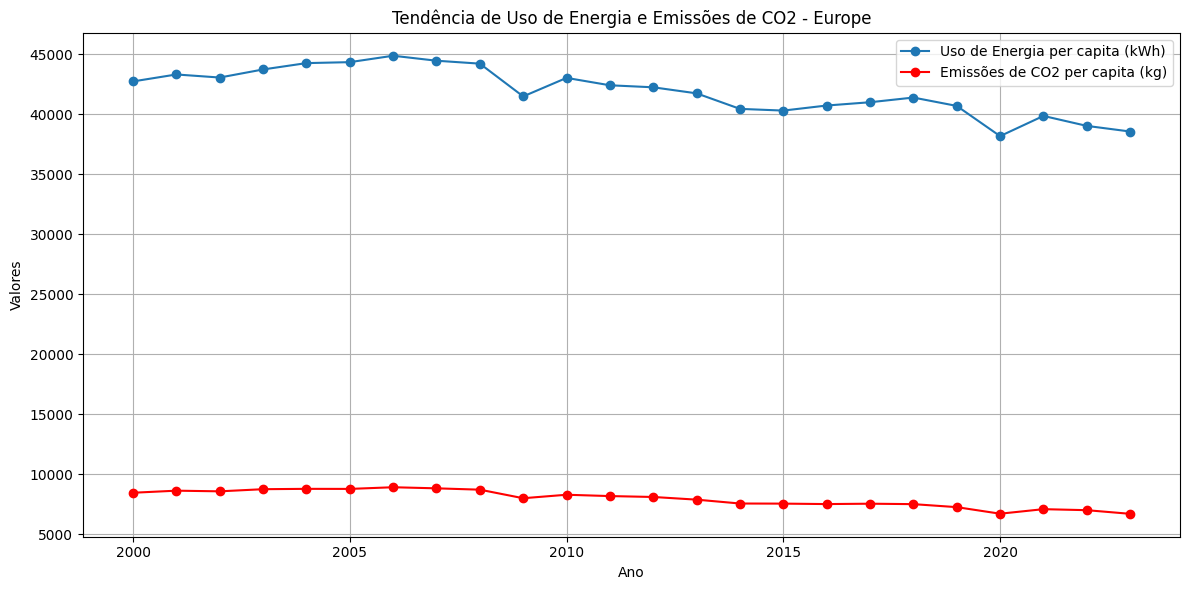 Tendência de Uso de Energia e Emissões de CO2 - Europe
Uso de Energia per capita (kWh)
Emissões de CO2 per capita (kg)
Valores
45000
40000
35000
30000
25000
20000
15000
10000
5000
2000
2005
2010
2015
2020
Ano